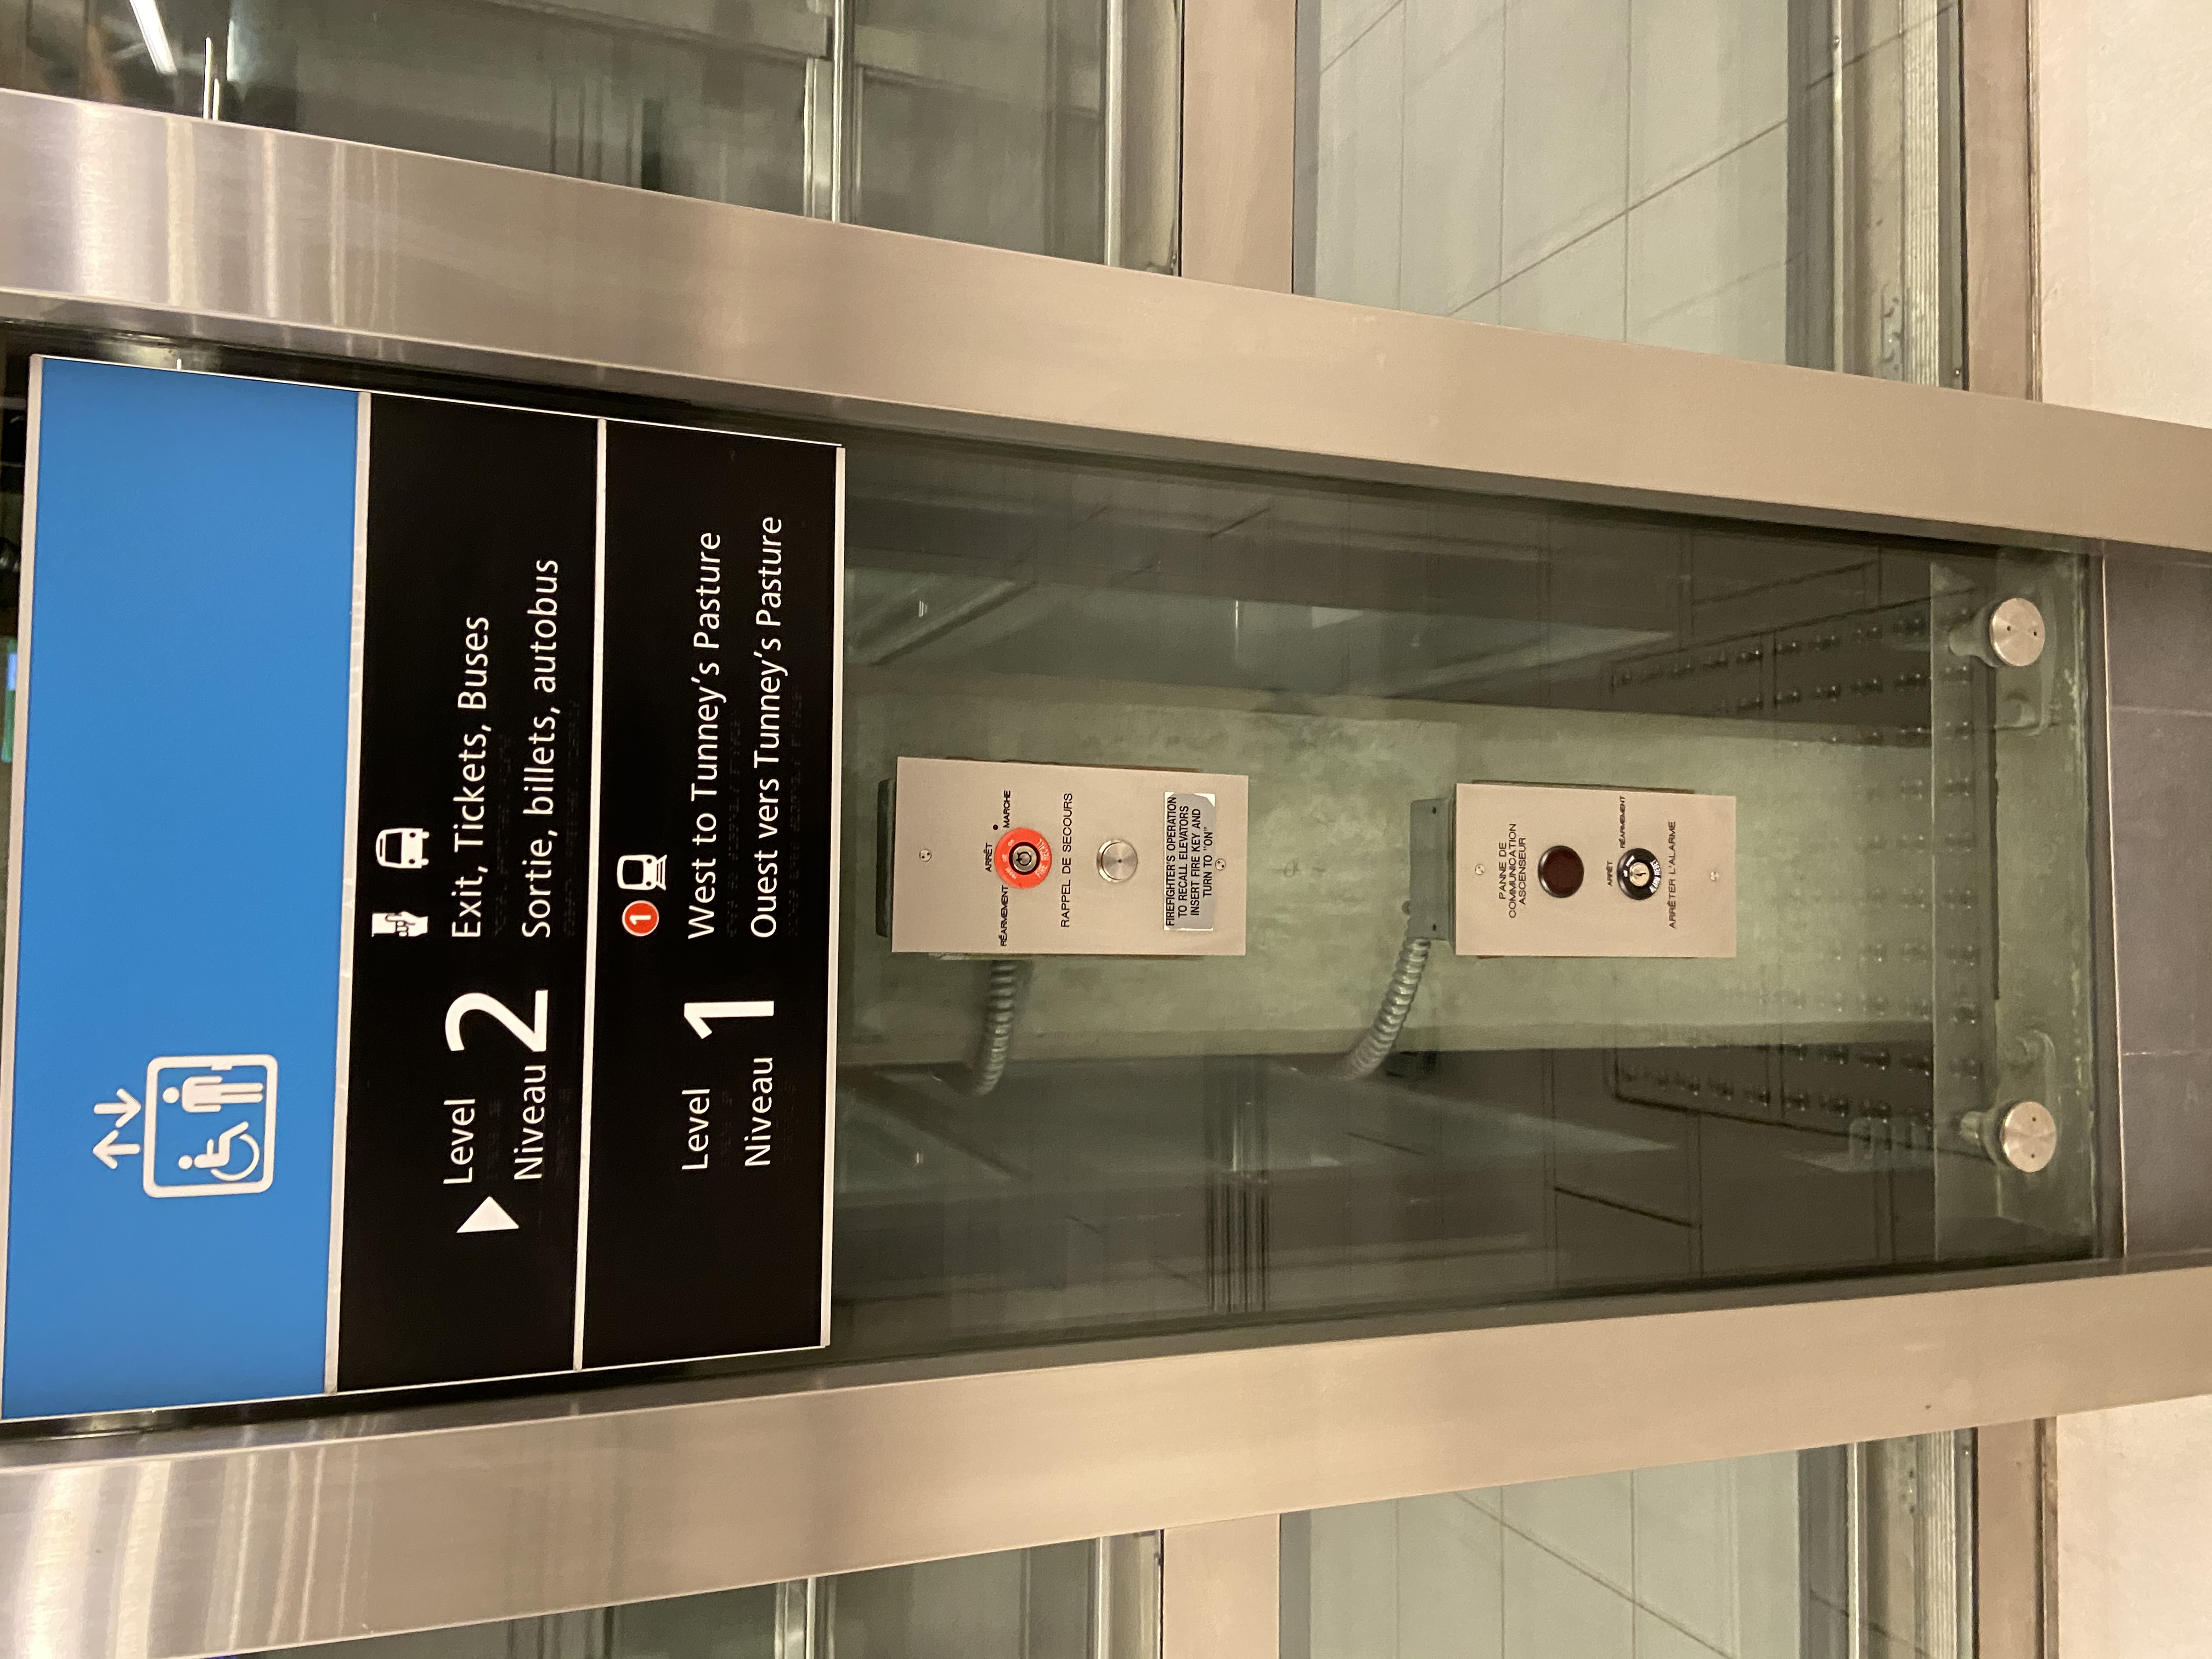 Level
Niveau
2
Exit, Tickets, Buses
Sortie, billets, autobus
1
Level
Niveau
1
West to Tunney's Pasture
Ouest vers Tunney's Pasture
ARRÊT
RÉARMEMENT
MARCHE
FIRE RECALL
RAPPEL DE SECOURS
FIREFIGHTER'S OPERATION
TO RECALL ELEVATORS
INSERT FIRE KEY AND
TURN TO "ON"
PANNE DE
COMMUNICATION
ASCENSEUR
ARRÊT
RÉARMEMENT
ALARM RESET
ARRÊTER L'ALARME